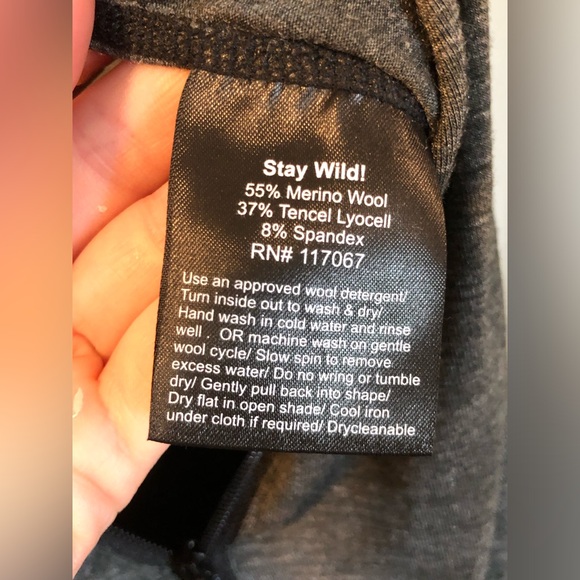 Stay Wild!
55% Merino Wool
37% Tencel Lyocell
8% Spandex
RN# 117067
Use an approved wool detergent/
Turn inside out to wash & dry/
Hand wash in cold water and rinse
well . OR machine wash on gentle
wool cycle/ Slow spin to remove
excess water/ Do no wring or tumble
dry/ Gently pull back into shape/
Dry flat in open shade/ Cool iron
under cloth if required/ Drycleanable